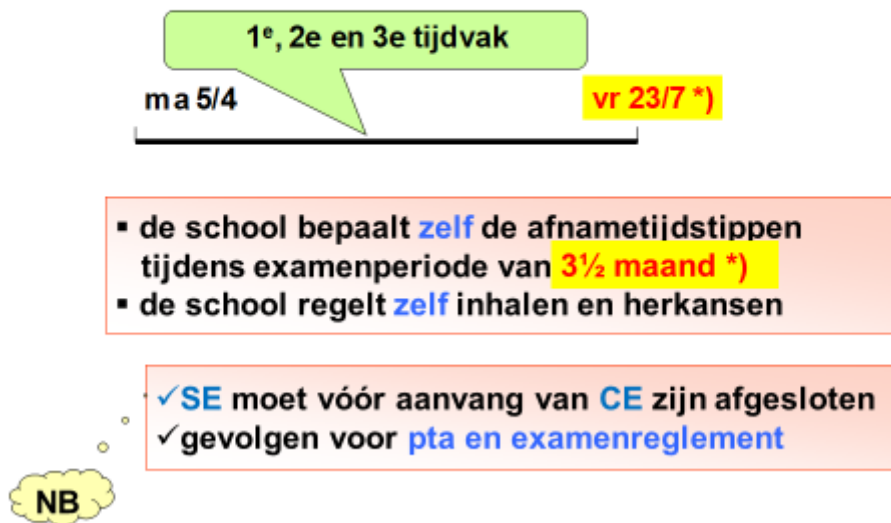 1e, 2e en 3e tijdvak
ma 5/4
vr 23/7 *)
▪ de school bepaalt zelf de afnametijdstippen
tijdens examenperiode van 3½ maand *)
▪ de school regelt zelf inhalen en herkansen
✓SE moet vóór aanvang van CE zijn afgesloten
✓gevolgen voor pta en examenreglement
NB